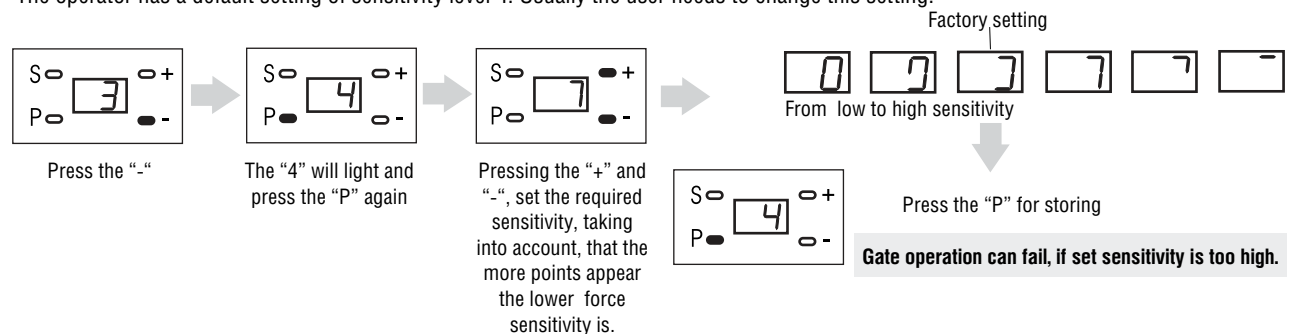 The operator has a default setting of sensitivity level Usually the user needs to change this setting.
Factory setting
S +
3
P -
S +
4
P -
S +
7
P -
From low to high sensitivity
Press the “-“
The “4” will light and
press the “P” again
Pressing the “+” and
“-“, set the required
sensitivity, taking
into account, that the
more points appear
the lower force
sensitivity is.
S +
4
P -
Press the “P” for storing
Gate operation can fail, if set sensitivity is too high.